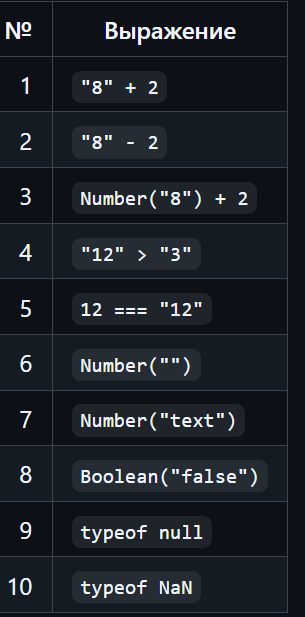 № Выражение
1 "8" + 2
2 "8" - 2
3 Number("8") + 2
4 "12" > "3"
5 12 === "12"
6 Number("")
7 Number("text")
8 Boolean("false")
9 typeof null
10 typeof NaN